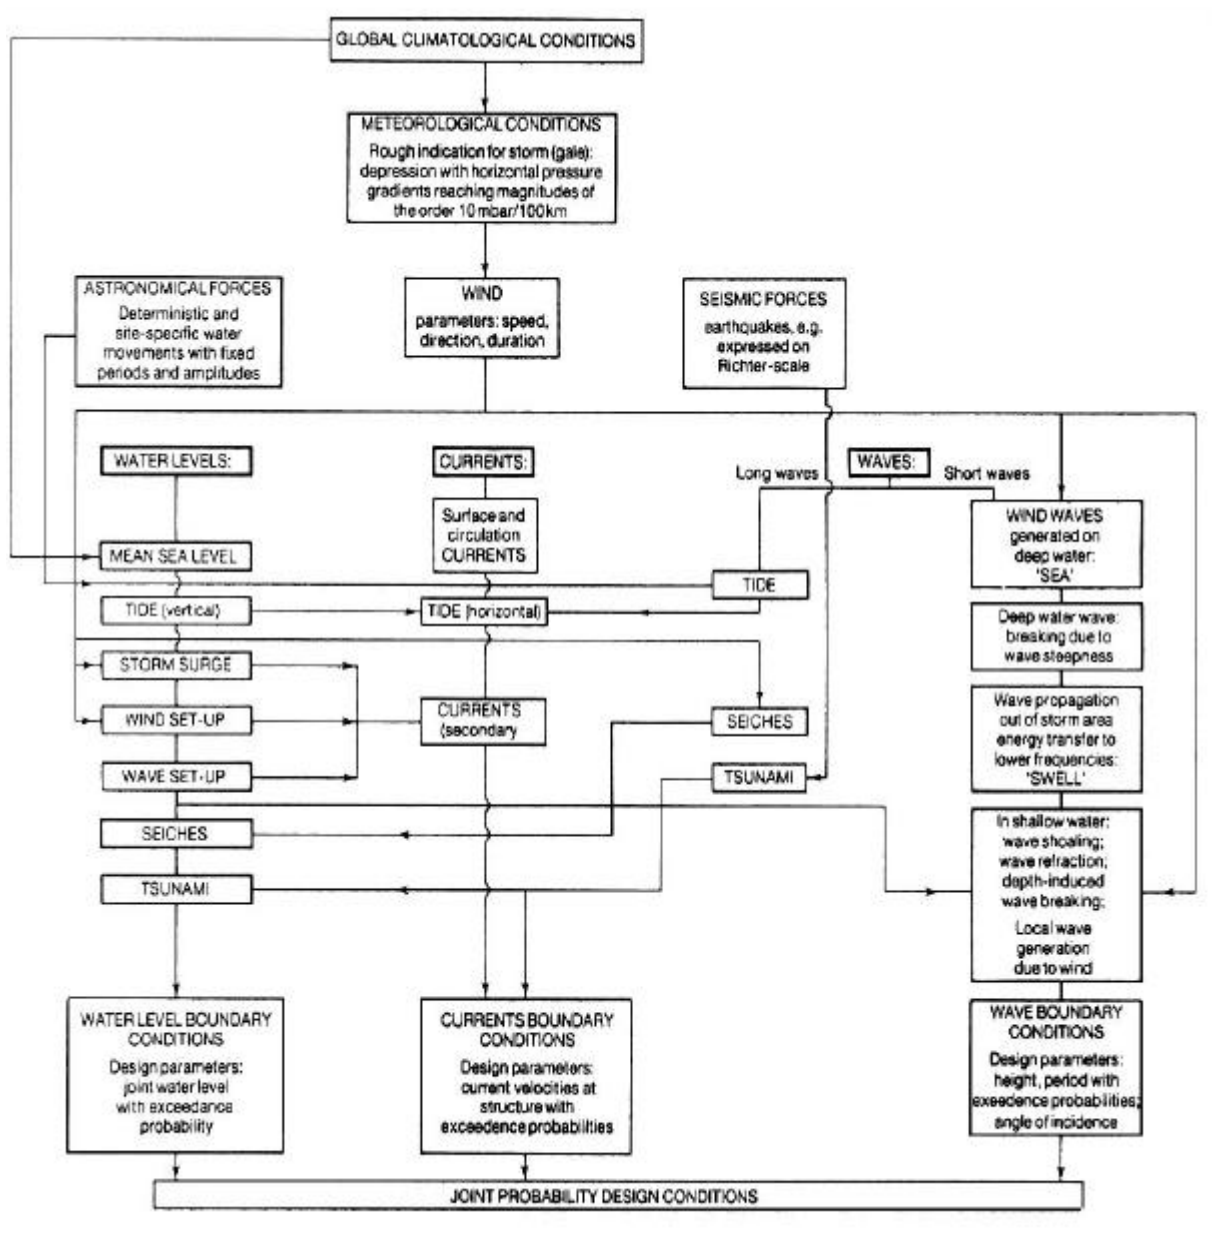 GLOBAL CLIMATOLOGICAL CONDITIONS
METEOROLOGICAL CONDITIONS
Rough indication for storm (gale):
depression with horizontal pressure
gradients reaching magnitudes of
the order 10 mbar/100 km
ASTRONOMICAL FORCES
Deterministic and
site-specific water
movements with fixed
periods and amplitudes
WIND
parameters: speed,
direction, duration
SEISMIC FORCES
earthquakes, e.g.
expressed on
Richter-scale
WATER LEVELS:
CURRENTS:
WAVES:
Long waves
Short waves
Surface and
circulation
CURRENTS
WIND WAVES
generated on
deep water:
'SEA'
MEAN SEA LEVEL
TIDE
TIDE (vertical)
TIDE (horizontal)
Deep water wave:
breaking due to
wave steepness
STORM SURGE
WIND SET-UP
CURRENTS
(secondary
SEICHES
Wave propagation
out of storm area
energy transfer to
lower frequencies:
'SWELL'
WAVE SET-UP
TSUNAMI
SEICHES
TSUNAMI
In shallow water:
wave shoaling;
wave refraction;
depth-induced
wave breaking;
Local wave
generation
due to wind
WATER LEVEL BOUNDARY
CONDITIONS
Design parameters:
joint water level
with exceedance
probability
CURRENTS BOUNDARY
CONDITIONS
Design parameters:
current velocities at
structure with
exceedence probabilities
WAVE BOUNDARY
CONDITIONS
Design parameters:
height, period with
exeedence probabilities;
angle of incidence
JOINT PROBABILITY DESIGN CONDITIONS